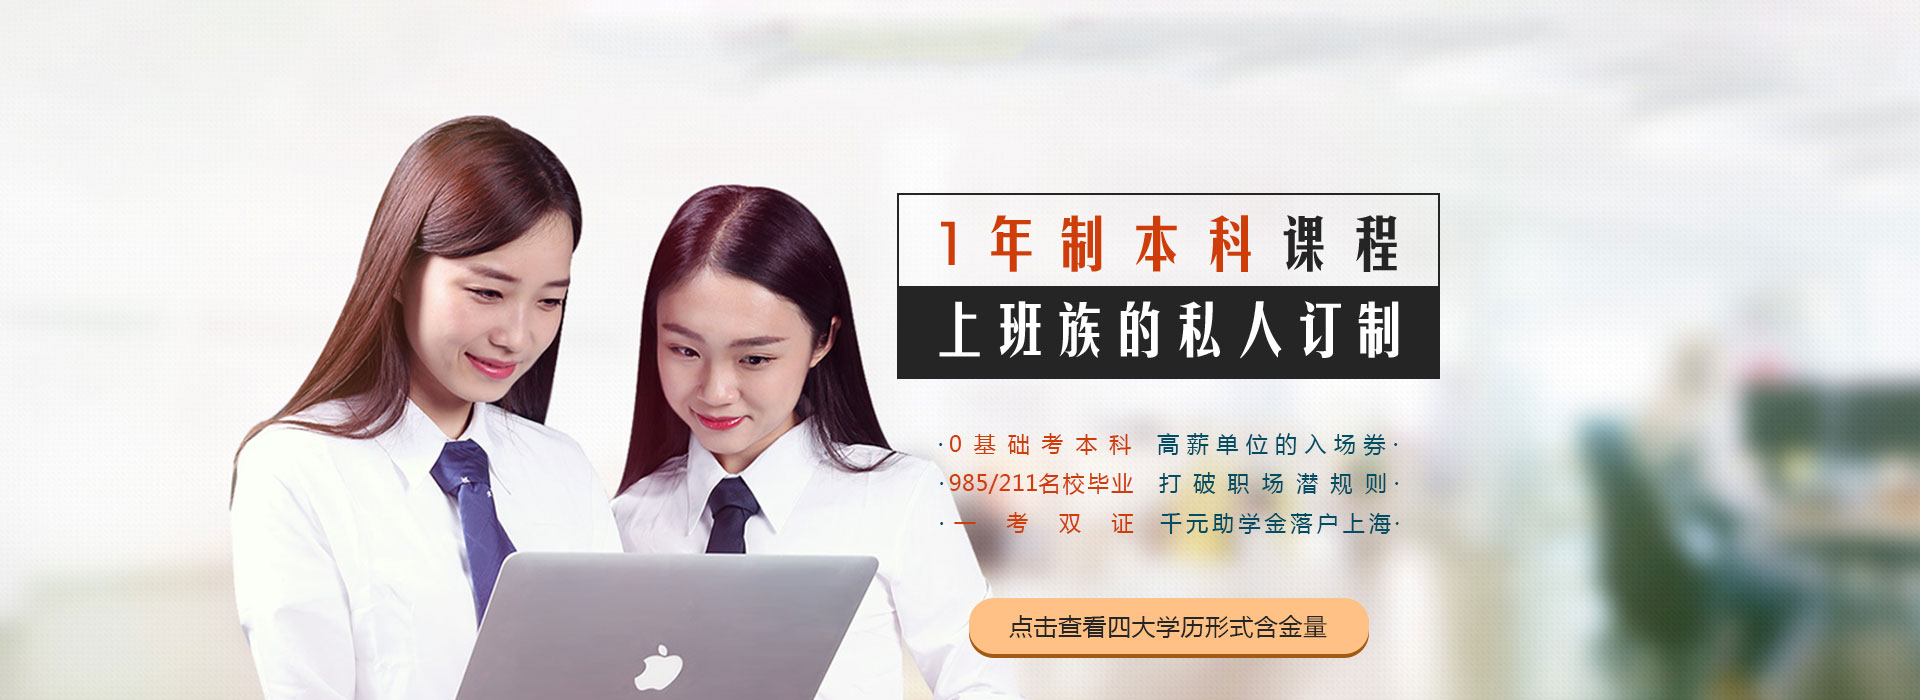 1年制本科课程
上班族的私人订制
·0基础考本科 高薪单位的入场券·
·985/211名校毕业 打破职场潜规则·
·一考双证 千元助学金落户上海·
点击查看四大学历形式含金量